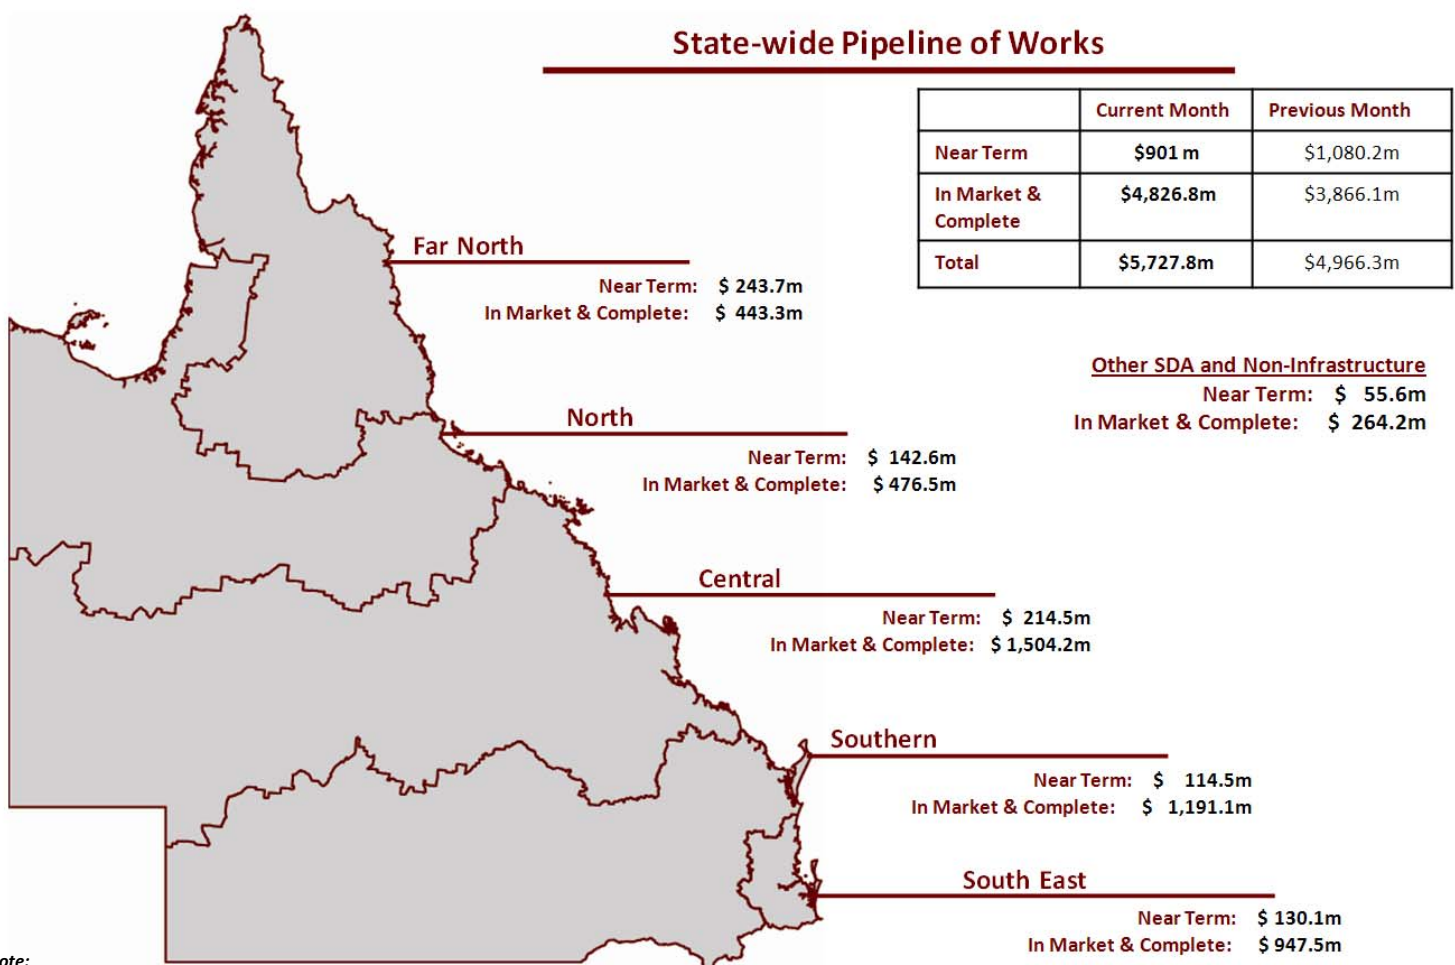 State-wide Pipeline of Works
Current Month Previous Month
Near Term $901 m $1,080.2m
In Market & Complete $4,826.8m $3,866.1m
Total $5,727.8m $4,966.3m
Far North
Near Term: $ 243.7m
In Market & Complete: $ 443.3m
Other SDA and Non-Infrastructure
Near Term: $ 55.6m
In Market & Complete: $ 264.2m
North
Near Term: $ 142.6m
In Market & Complete: $ 476.5m
Central
Near Term: $ 214.5m
In Market & Complete: $ 1,504.2m
Southern
Near Term: $ 114.5m
In Market & Complete: $ 1,191.1m
South East
Near Term: $ 130.1m
In Market & Complete: $ 947.5m
ote: